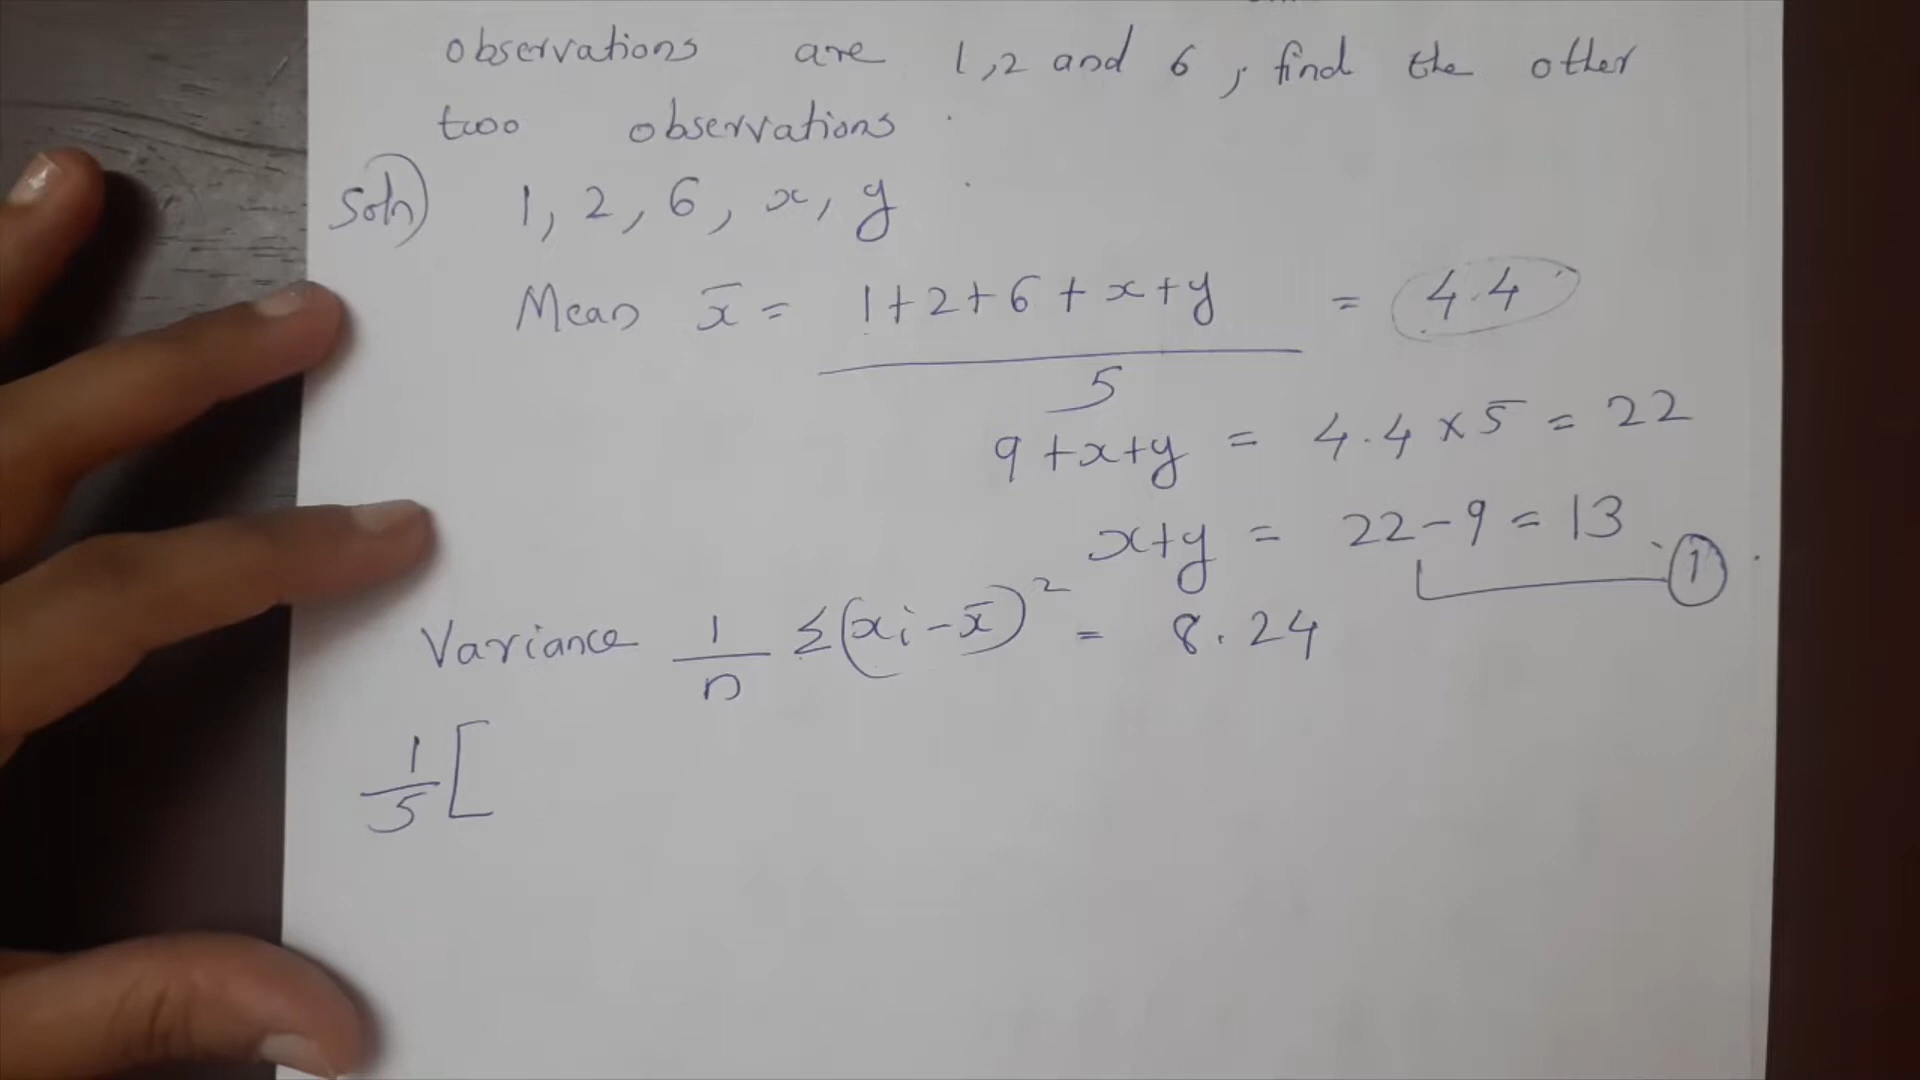 observations are 1, 2 and 6, find the other
two observations.
Soln) 1, 2, 6, x, y
Mean x̄ = 1+2+6+x+y / 5 = 4.4
9+x+y = 4.4 × 5 = 22
x+y = 22-9 = 13 ①
Variance 1/n Σ(xi-x̄)² = 8.24
1/5 [